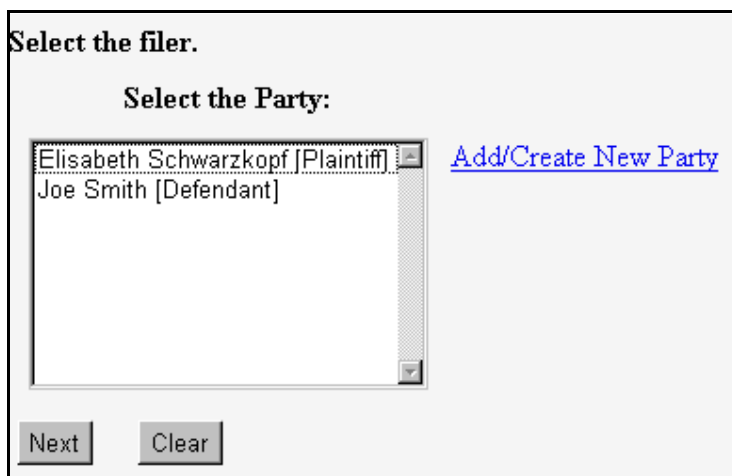 Select the filer.
Select the Party:
Elisabeth Schwarzkopf [Plaintiff]
Add/Create New Party
Joe Smith [Defendant]
Next
Clear